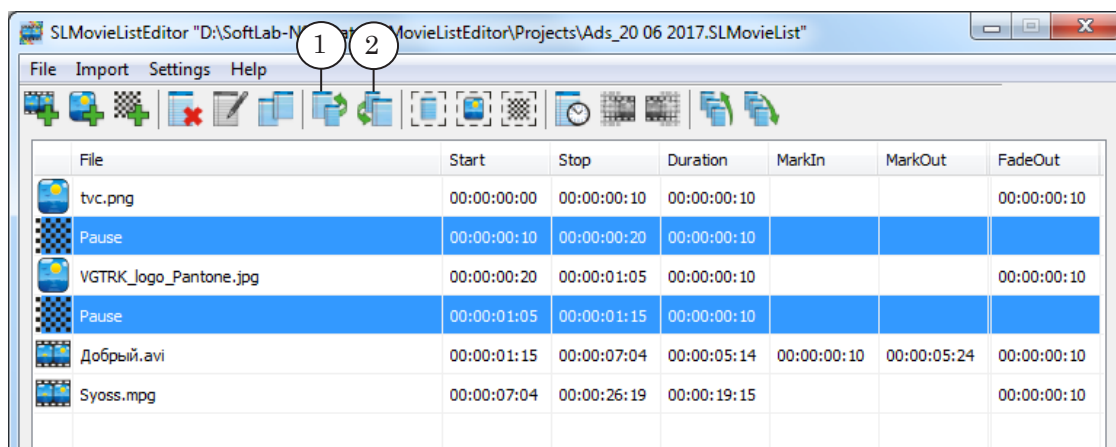 SLMovieListEditor "D:\SoftLab-N MovieListEditor\Projects\Ads_20 06 2017.SLMovieList"
1 2
File Import Settings Help
File Start Stop Duration MarkIn MarkOut FadeOut
tvc.png 00:00:00:00 00:00:00:10 00:00:00:10 00:00:00:10
Pause 00:00:00:10 00:00:00:20 00:00:00:10
VGTRK_logo_Pantone.jpg 00:00:00:20 00:00:01:05 00:00:00:10 00:00:00:10
Pause 00:00:01:05 00:00:01:15 00:00:00:10
Добрый.avi 00:00:01:15 00:00:07:04 00:00:05:14 00:00:00:10 00:00:05:24 00:00:00:10
Syoss.mpg 00:00:07:04 00:00:26:19 00:00:19:15 00:00:00:10